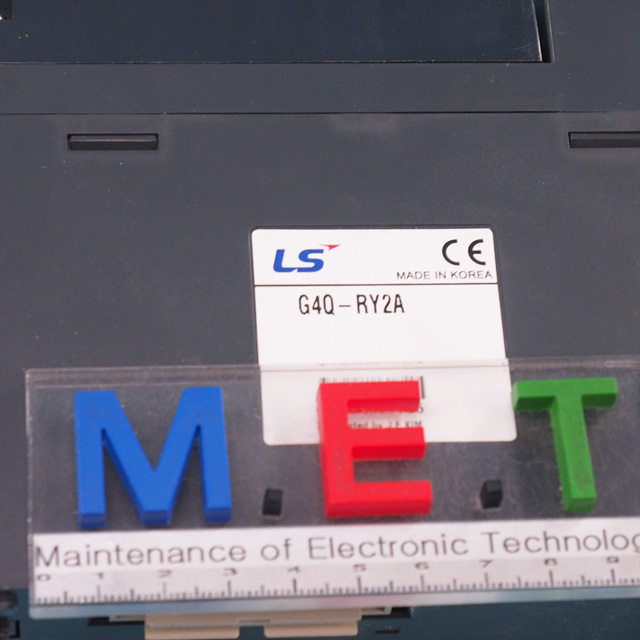 LS CE
MADE IN KOREA
G4Q-RY2A
M.E.T
Maintenance of Electronic Technolog
0 1 2 3 4 5 6 7 8 9